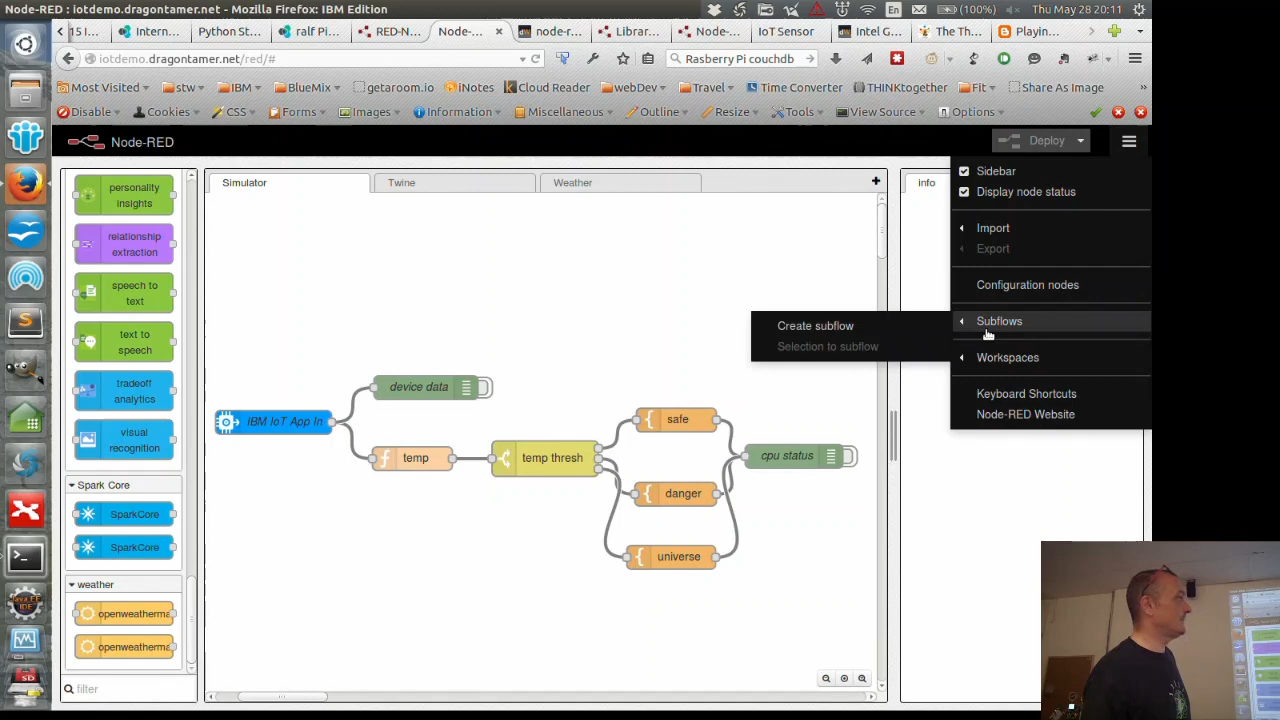 Node-RED : iotdemo.dragontamer.net - Mozilla Firefox: IBM Edition
En
(100%)
Thu May 28 20:11
15 I...
Intern...
Python St...
ralf Pi...
RED-N...
Node-...
node-r...
Librar...
Node-...
IoT Sensor
Intel G...
The Th...
Playin...
iotdemo.dragontamer.net/red/#
Rasberry Pi couchdb
Most Visited
stw
IBM
BlueMix
getaroom.ie
iNotes
Cloud Reader
webDev
Travel
Time Converter
THINKtogether
Fit
Share As Image
Disable
Cookies
CSS
Forms
Images
Information
Miscellaneous
Outline
Resize
Tools
View Source
Options
Node-RED
Deploy
personality
insights
relationship
extraction
speech to
text
text to
speech
tradeoff
analytics
visual
recognition
Spark Core
SparkCore
SparkCore
weather
openweatherma
openweatherma
filter
Simulator
Twine
Weather
info
device data
IBM IoT App In
temp
temp thresh
safe
danger
universe
cpu status
Sidebar
Display node status
Import
Export
Configuration nodes
Subflows
Create subflow
Selection to subflow
Workspaces
Keyboard Shortcuts
Node-RED Website